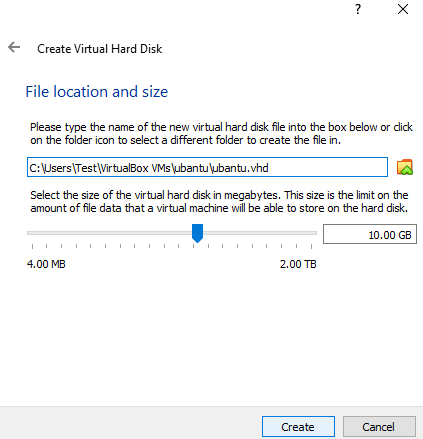 ?
Create Virtual Hard Disk
File location and size
Please type the name of the new virtual hard disk file into the box below or click
on the folder icon to select a different folder to create the file in.
C:\Users\Test\VirtualBox VMs\ubantu\ubantu.vhd
Select the size of the virtual hard disk in megabytes. This size is the limit on the
amount of file data that a virtual machine will be able to store on the hard disk.
10.00 GB
4.00 MB 2.00 TB
Create Cancel